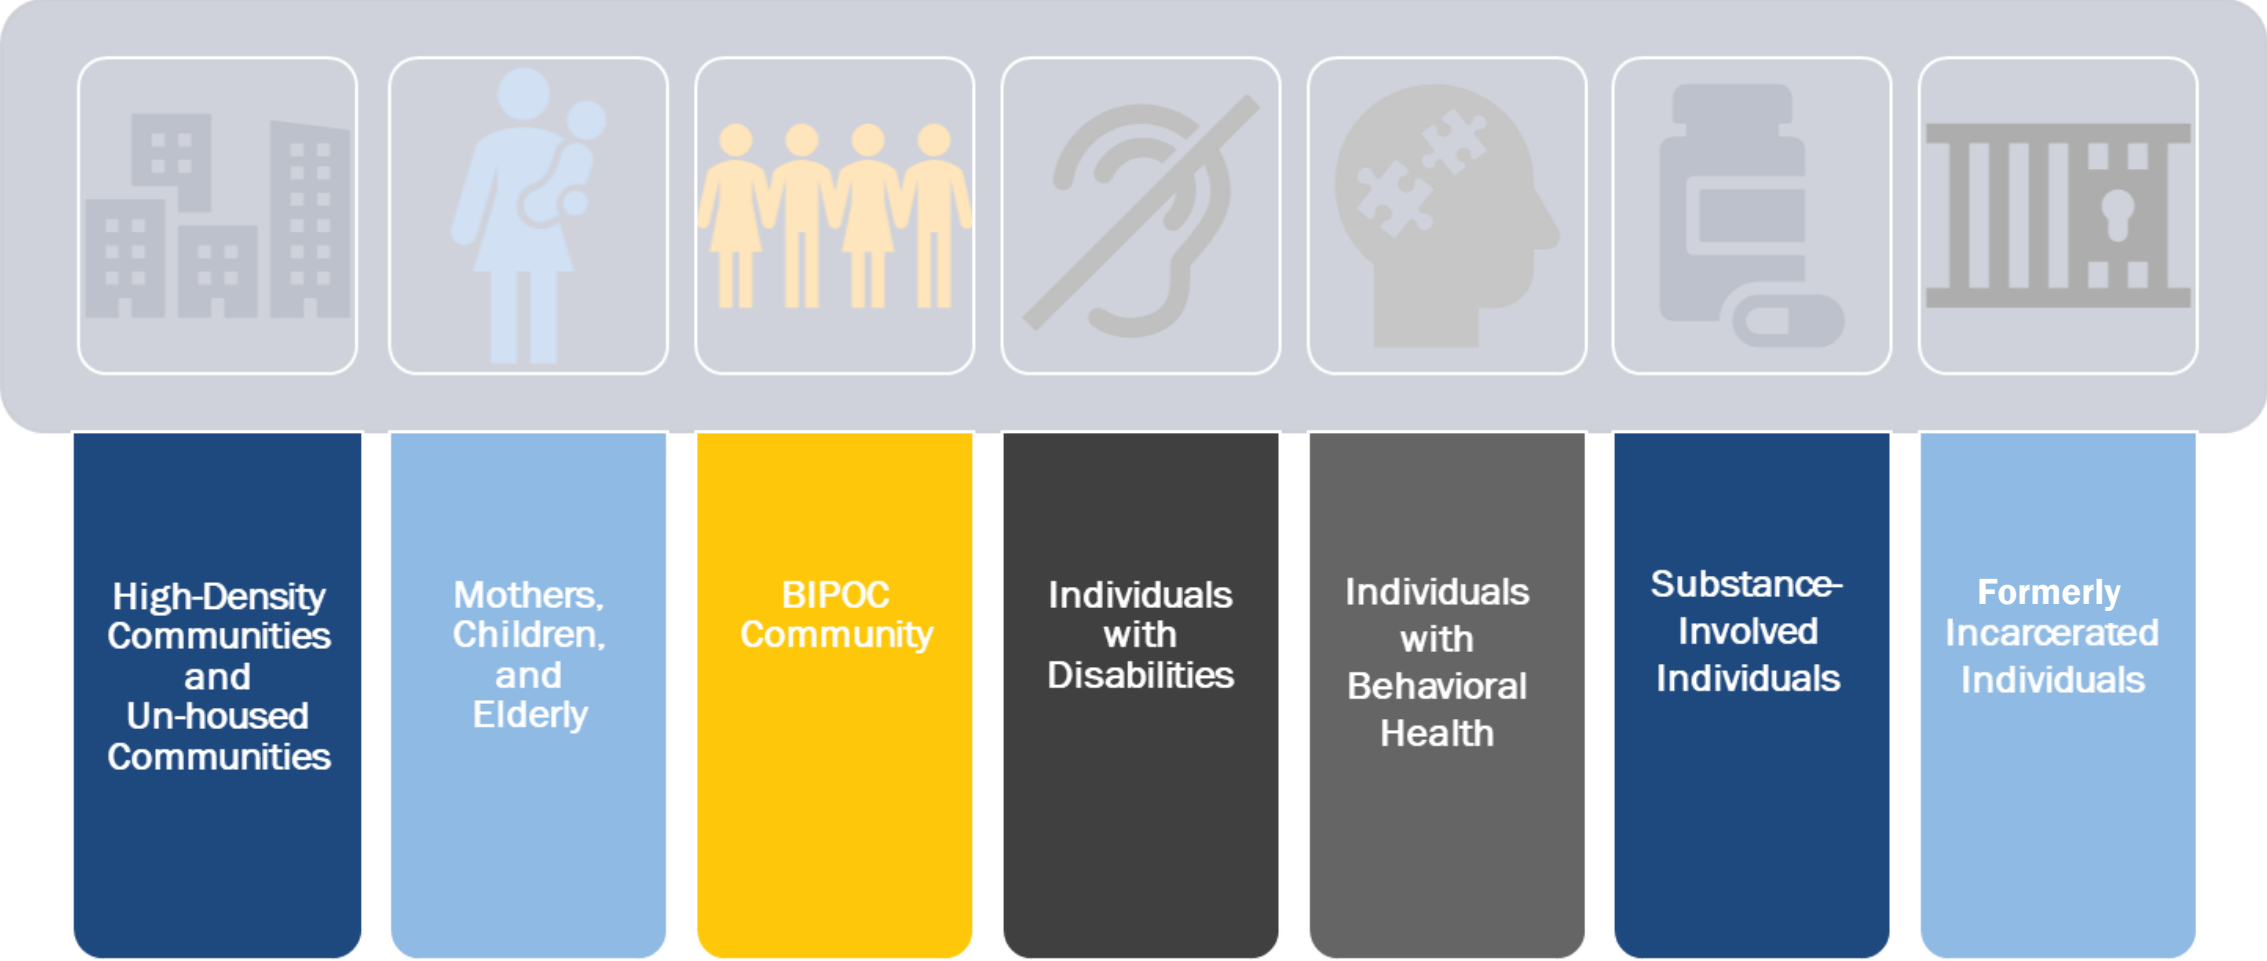 High-Density
Communities
and
Un-housed
Communities
Mothers,
Children,
and
Elderly
BIPOC
Community
Individuals
with
Disabilities
Individuals
with
Behavioral
Health
Substance-
Involved
Individuals
Formerly
Incarcerated
Individuals